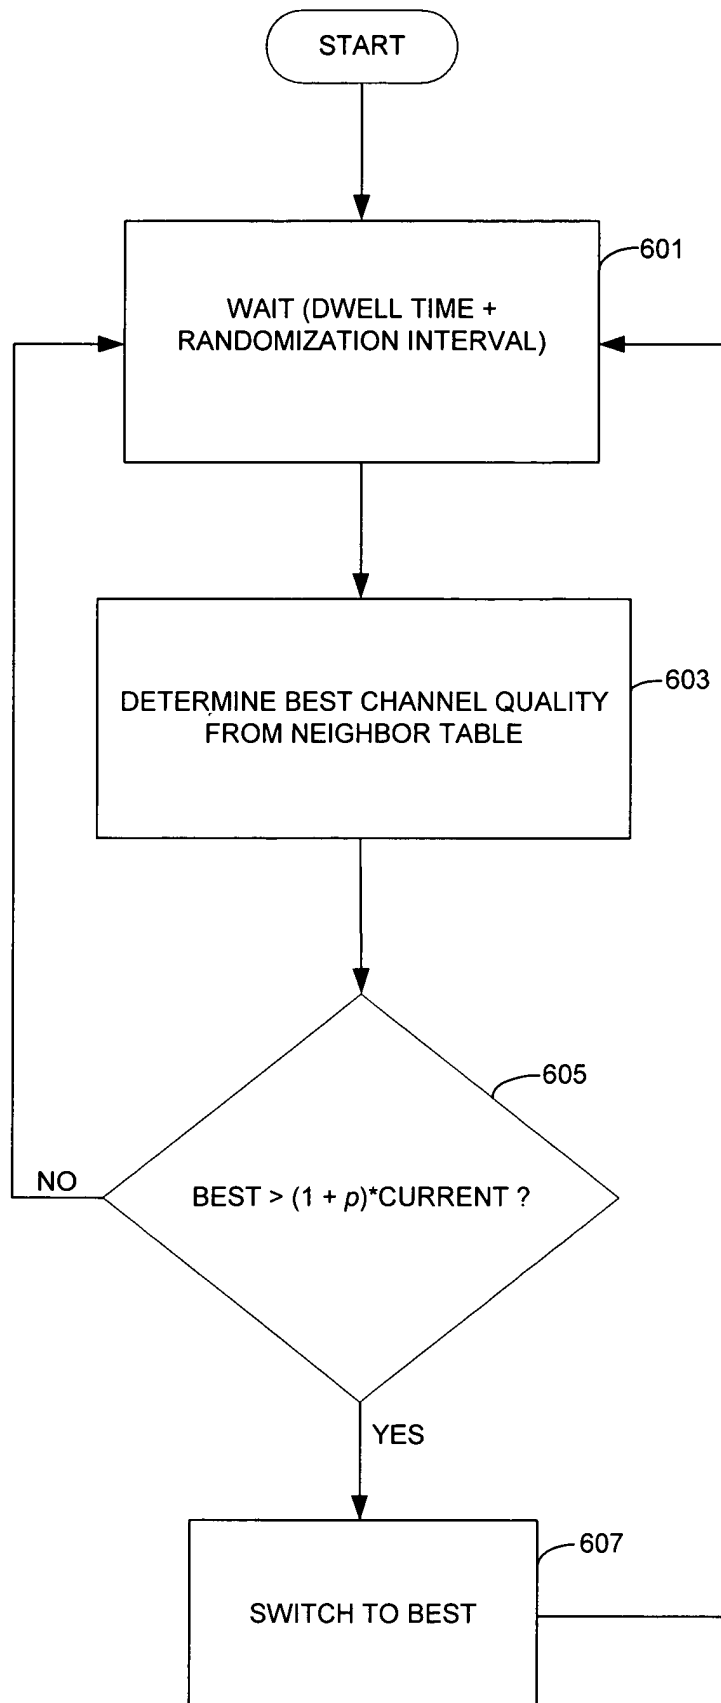 START
601
WAIT (DWELL TIME +
RANDOMIZATION INTERVAL)
603
DETERMINE BEST CHANNEL QUALITY
FROM NEIGHBOR TABLE
605
NO
BEST > (1 + p)*CURRENT ?
YES
607
SWITCH TO BEST